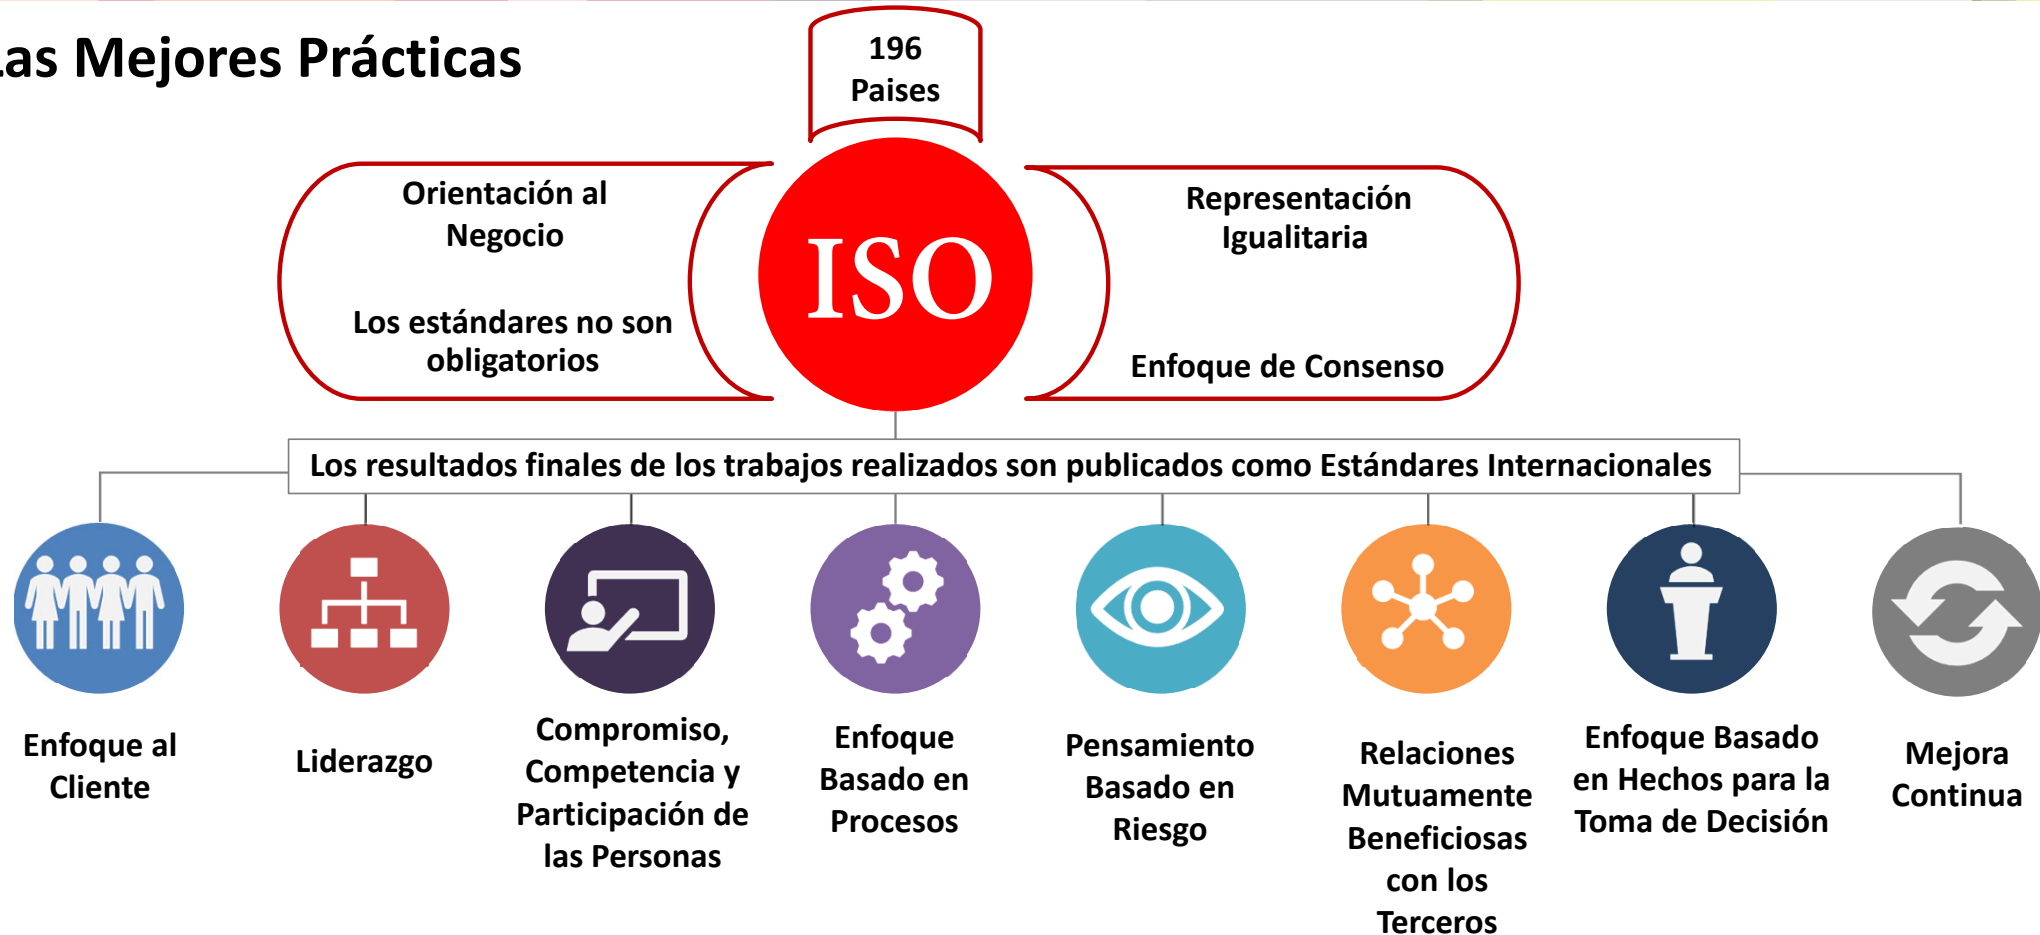 as Mejores Prácticas
196
Paises
Orientación al
Negocio
Los estándares no son
obligatorios
ISO
Representación
Igualitaria
Enfoque de Consenso
Los resultados finales de los trabajos realizados son publicados como Estándares Internacionales
Enfoque al
Cliente
Liderazgo
Compromiso,
Competencia y
Participación de
las Personas
Enfoque
Basado en
Procesos
Pensamiento
Basado en
Riesgo
Relaciones
Mutuamente
Beneficiosas
con los
Terceros
Enfoque Basado
en Hechos para la
Toma de Decisión
Mejora
Continua